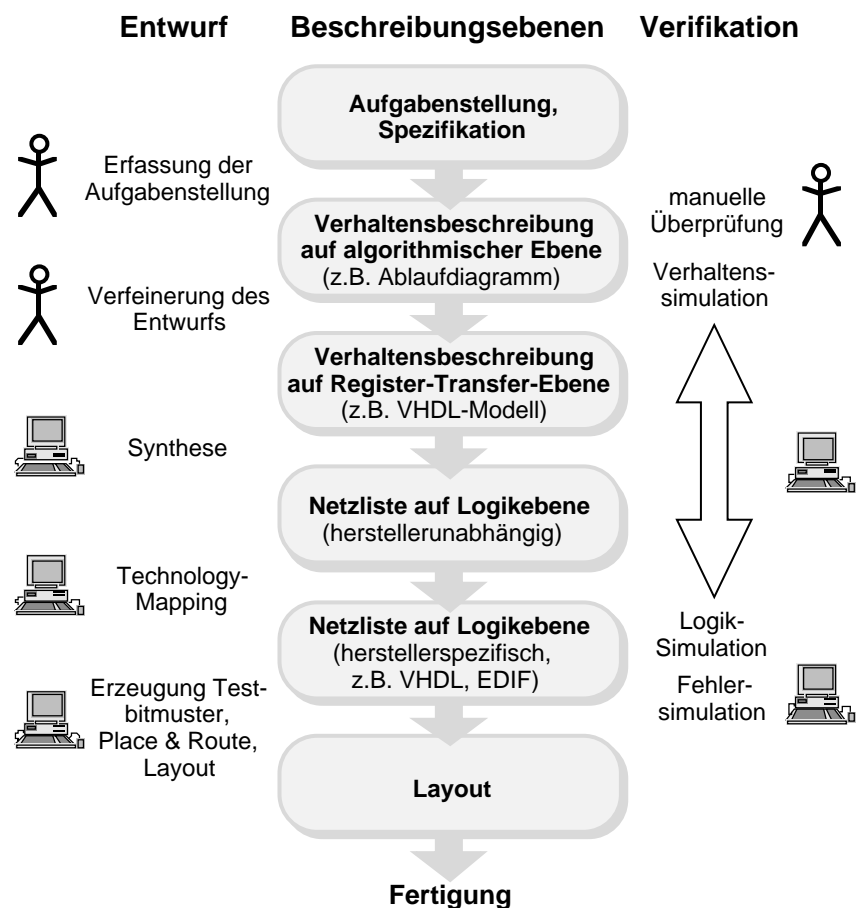 Entwurf
Beschreibungsebenen
Verifikation
Aufgabenstellung,
Spezifikation
Erfassung der
Aufgabenstellung
manuelle
Überprüfung
Verhaltensbeschreibung
auf algorithmischer Ebene
(z.B. Ablaufdiagramm)
Verhaltens-
simulation
Verfeinerung des
Entwurfs
Verhaltensbeschreibung
auf Register-Transfer-Ebene
(z.B. VHDL-Modell)
Synthese
Netzliste auf Logikebene
(herstellerunabhängig)
Technology-
Mapping
Netzliste auf Logikebene
(herstellerspezifisch,
z.B. VHDL, EDIF)
Logik-
Simulation
Fehler-
simulation
Erzeugung Test-
bitmuster,
Place & Route,
Layout
Layout
Fertigung